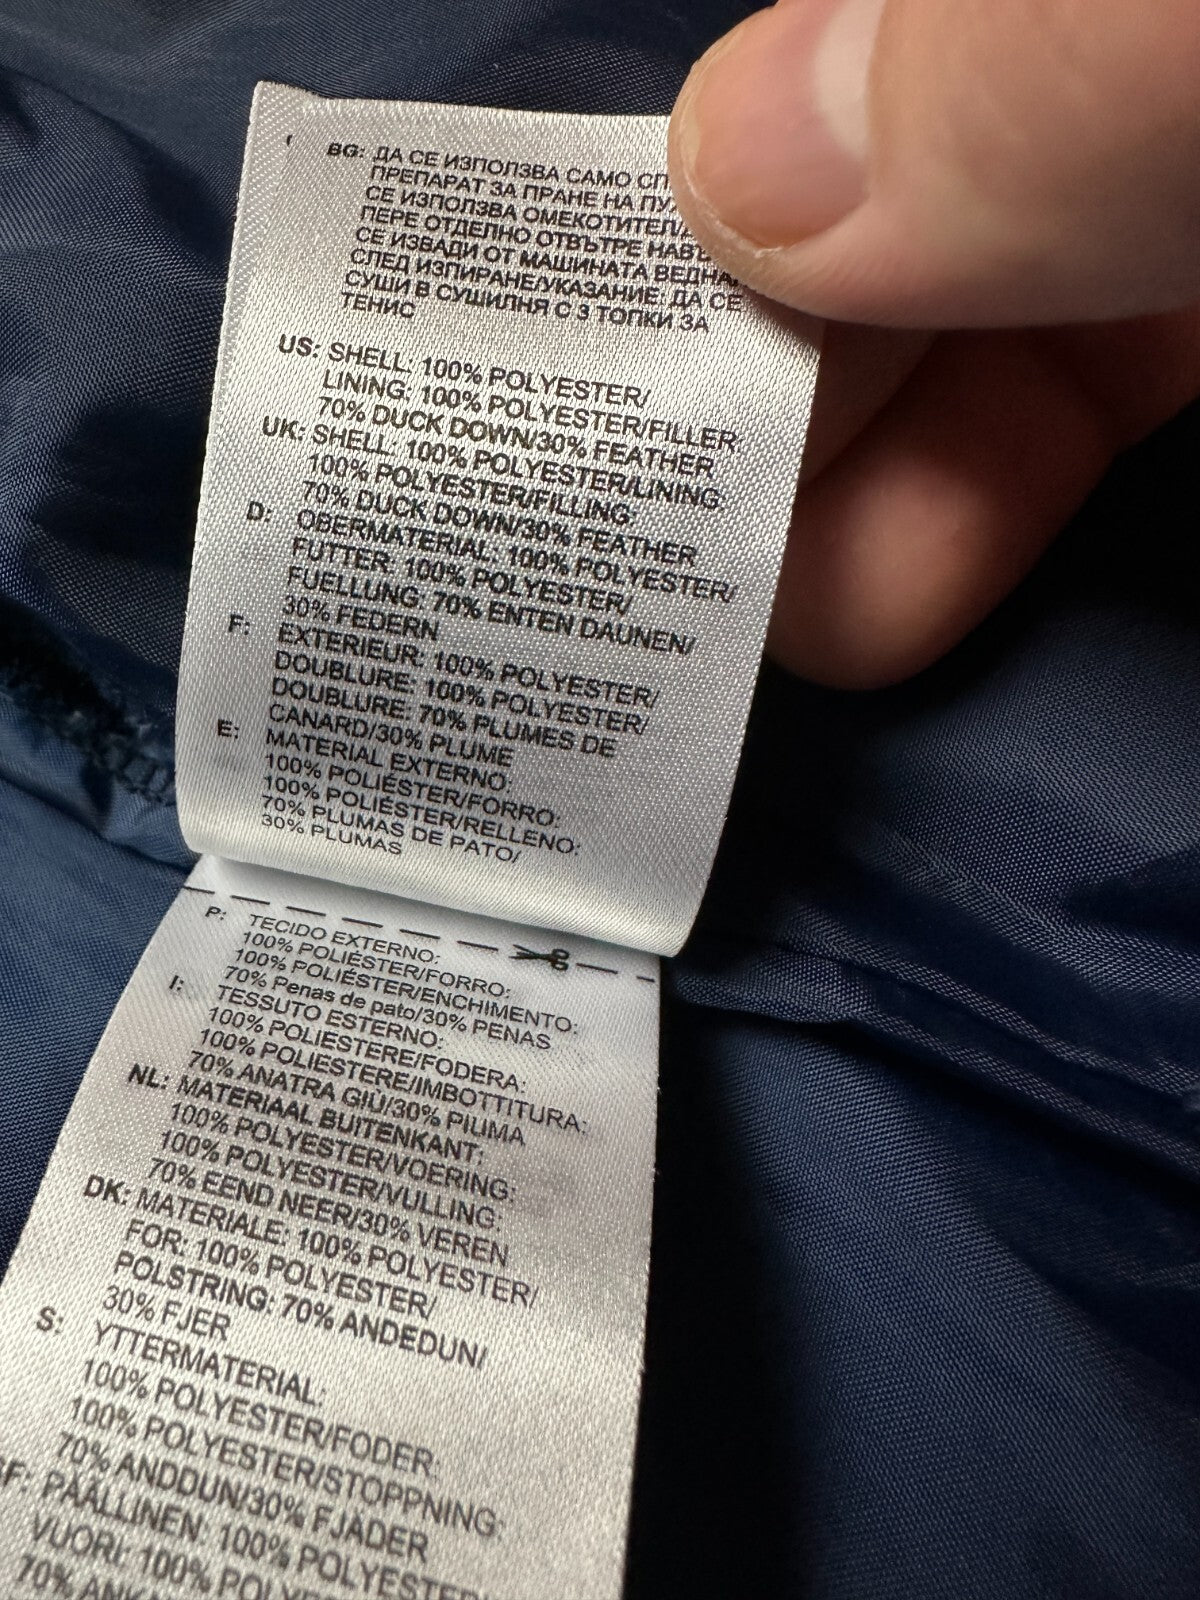 BG: ДА СЕ ИЗПОЛЗВА САМО
ПРЕПАРАТ ЗА ПРАНЕ НА
СЕ ИЗПОЛЗВА ОМЕКОТИТЕЛ
ПЕРЕ ОТДЕЛНО ОТВЪТРЕ
СЕ ИЗВАДИ ОТ МАШИНАТА
СЛЕД ИЗПИРАНЕ/УКАЗАНИЕ: ДА СЕ
СУШИ В СУШИЛНЯ С 3 ТОПКИ ЗА
ТЕНИС
US: SHELL: 100% POLYESTER/
LINING: 100% POLYESTER/FILLER:
70% DUCK DOWN/30% FEATHER
UK: SHELL: 100% POLYESTER/LINING:
100% POLYESTER/FILLING:
70% DUCK DOWN/30% FEATHER
D: OBERMATERIAL: 100% POLYESTER/
FUTTER: 100% POLYESTER/
FUELLUNG: 70% ENTEN DAUNEN/
30% FEDERN
F: EXTERIEUR: 100% POLYESTER/
DOUBLURE: 100% POLYESTER/
DOUBLURE: 70% PLUMES DE
CANARD/30% PLUME
E: MATERIAL EXTERNO:
100% POLIÉSTER/FORRO:
100% POLIÉSTER/RELLENO:
70% PLUMAS DE PATO/
30% PLUMAS
P: TECIDO EXTERNO:
100% POLIÉSTER/FORRO:
100% POLIÉSTER/ENCHIMENTO:
70% Penas de pato/30% PENAS
I: TESSUTO ESTERNO:
100% POLIESTERE/FODERA:
100% POLIESTERE/IMBOTTITURA:
70% ANATRA GIÙ/30% PIUMA
NL: MATERIAAL BUITENKANT:
100% POLYESTER/VOERING:
100% POLYESTER/VULLING:
70% EEND NEER/30% VEREN
DK: MATERIALE: 100% POLYESTER/
FOR: 100% POLYESTER/
POLSTRING: 70% ANDEDUN/
30% FJER
S: YTTERMATERIAL:
100% POLYESTER/FODER:
100% POLYESTER/STOPPNING:
70% ANDDUN/30% FJÄDER
SF: PÄÄLLINEN: 100% POLYESTER/
VUORI: 100% POLYESTER
70%